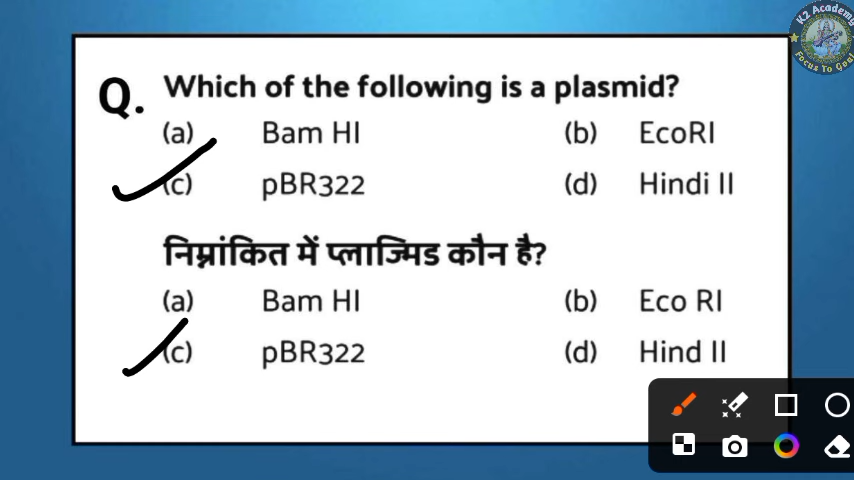 K2 Academy
Focus To Goal
Q. Which of the following is a plasmid?
(a) Bam HI (b) EcoRI
(c) pBR322 (d) Hindi II
निम्नांकित में प्लाज्मिड कौन है?
(a) Bam HI (b) Eco RI
(c) pBR322 (d) Hind II